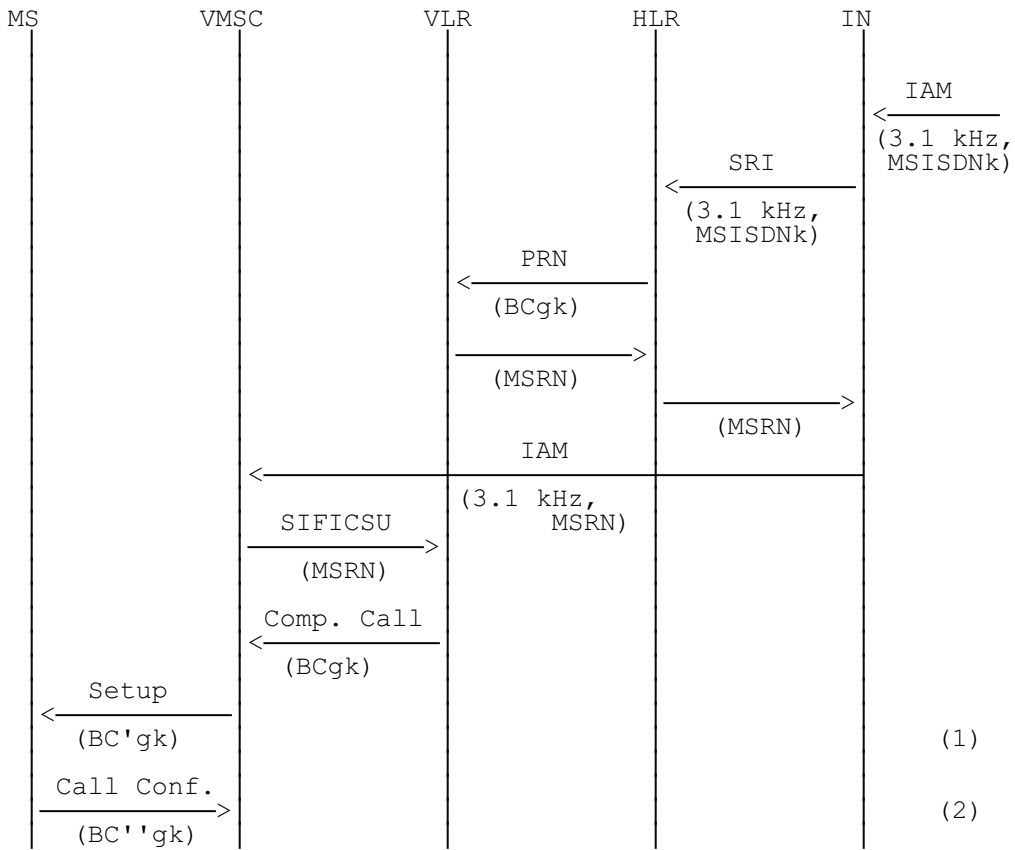 MS VMSC VLR HLR IN
IAM
(3.1 kHz,
MSISDNk)
SRI
(3.1 kHz,
MSISDNk)
PRN
(BCgk)
(MSRN)
(MSRN)
IAM
(3.1 kHz,
MSRN)
SIFICSU
(MSRN)
Comp. Call
(BCgk)
Setup
(BC'gk) (1)
Call Conf.
(2)
(BC''gk)